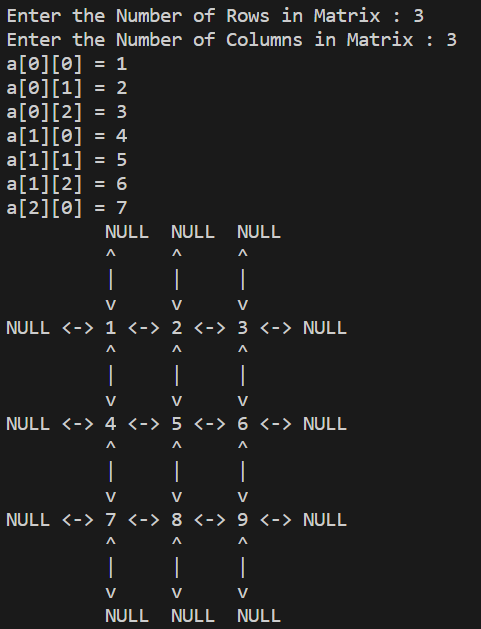 Enter the Number of Rows in Matrix : 3
Enter the Number of Columns in Matrix : 3
a[0][0] = 1
a[0][1] = 2
a[0][2] = 3
a[1][0] = 4
a[1][1] = 5
a[1][2] = 6
a[2][0] = 7
         NULL  NULL  NULL
         ^     ^     ^
         |     |     |
         v     v     v
NULL <-> 1 <-> 2 <-> 3 <-> NULL
         ^     ^     ^
         |     |     |
         v     v     v
NULL <-> 4 <-> 5 <-> 6 <-> NULL
         ^     ^     ^
         |     |     |
         v     v     v
NULL <-> 7 <-> 8 <-> 9 <-> NULL
         ^     ^     ^
         |     |     |
         v     v     v
         NULL  NULL  NULL